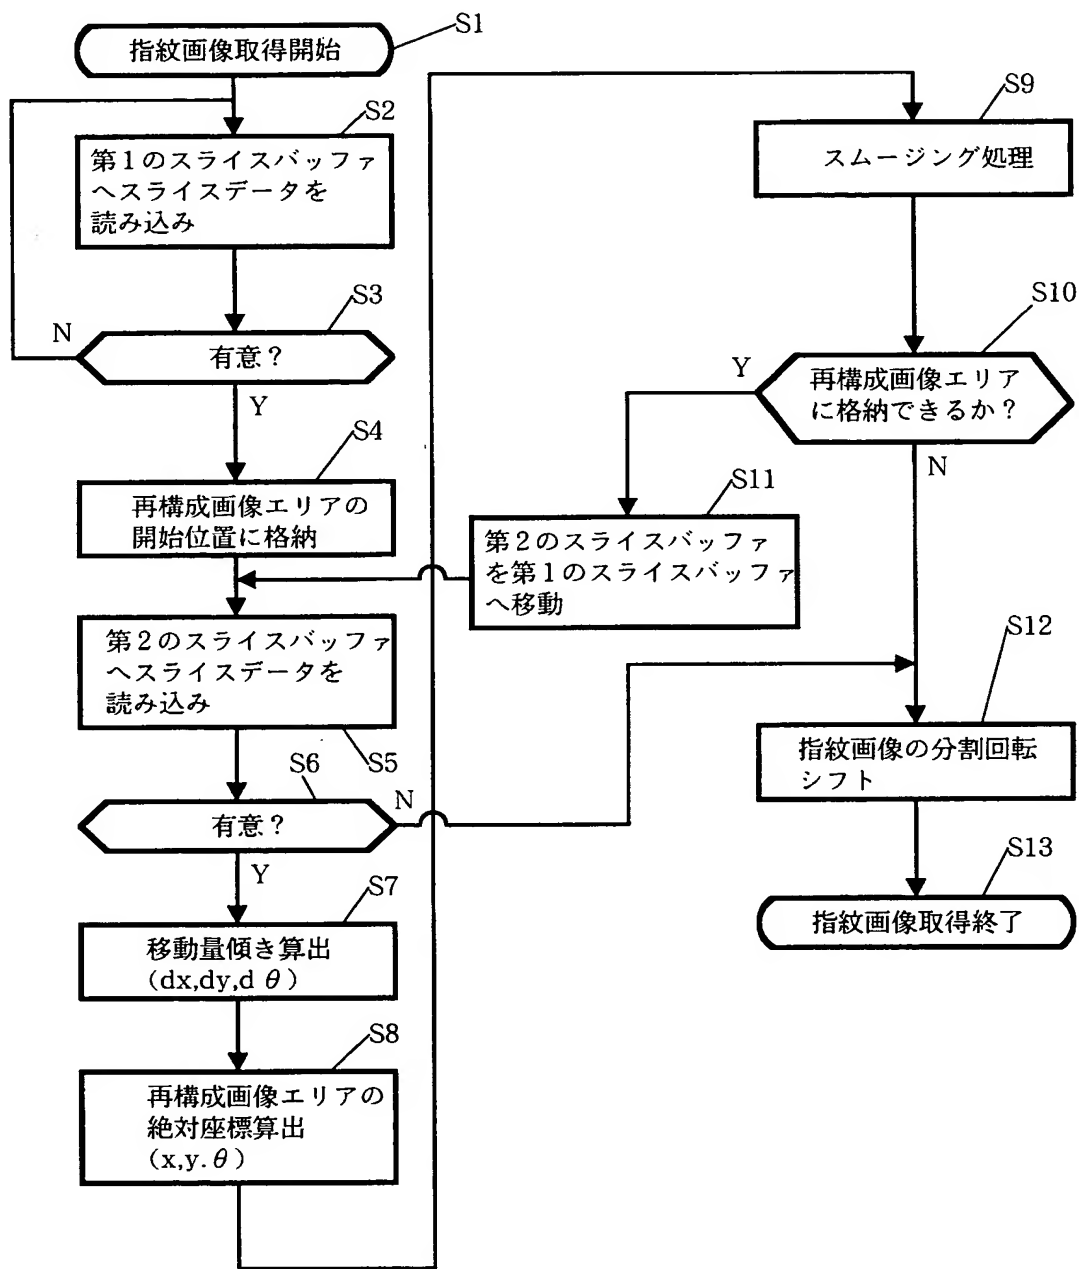 指紋画像取得開始
S1
S2
第1のスライスバッファ
へスライスデータを
読み込み
S3
N
有意？
Y
S4
再構成画像エリアの
開始位置に格納
第2のスライスバッファ
へスライスデータを
読み込み
S5
S6
N
有意？
Y
S7
移動量傾き算出
(dx,dy,d θ)
S8
再構成画像エリアの
絶対座標算出
(x,y.θ)
S9
スムージング処理
S10
Y
再構成画像エリア
に格納できるか？
N
S11
第2のスライスバッファ
を第1のスライスバッファ
へ移動
S12
指紋画像の分割回転
シフト
S13
指紋画像取得終了